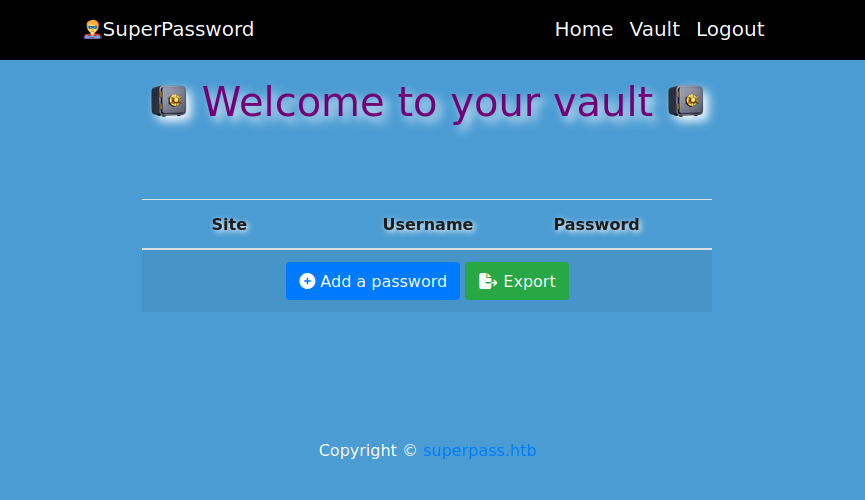 SuperPassword Home Vault Logout
Welcome to your vault
Site Username Password
Add a password Export
Copyright © superpass.htb